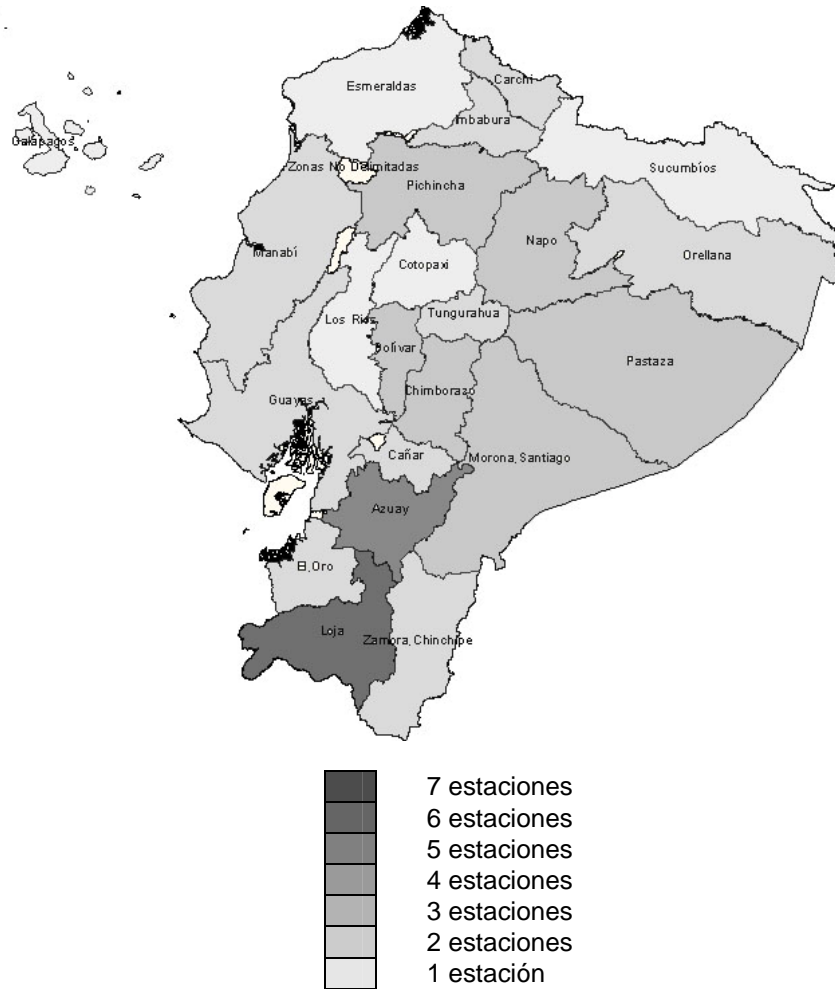 Esmeraldas
Carchi
Imbabura
Galápagos
Zonas No Delimitadas
Sucumbíos
Pichincha
Manabí
Napo
Orellana
Cotopaxi
Los Ríos
Tungurahua
Bolívar
Pastaza
Chimborazo
Guayas
Cañar
Morona, Santiago
Azuay
El, Oro
Loja
Zamora, Chinchipe
7 estaciones
6 estaciones
5 estaciones
4 estaciones
3 estaciones
2 estaciones
1 estación